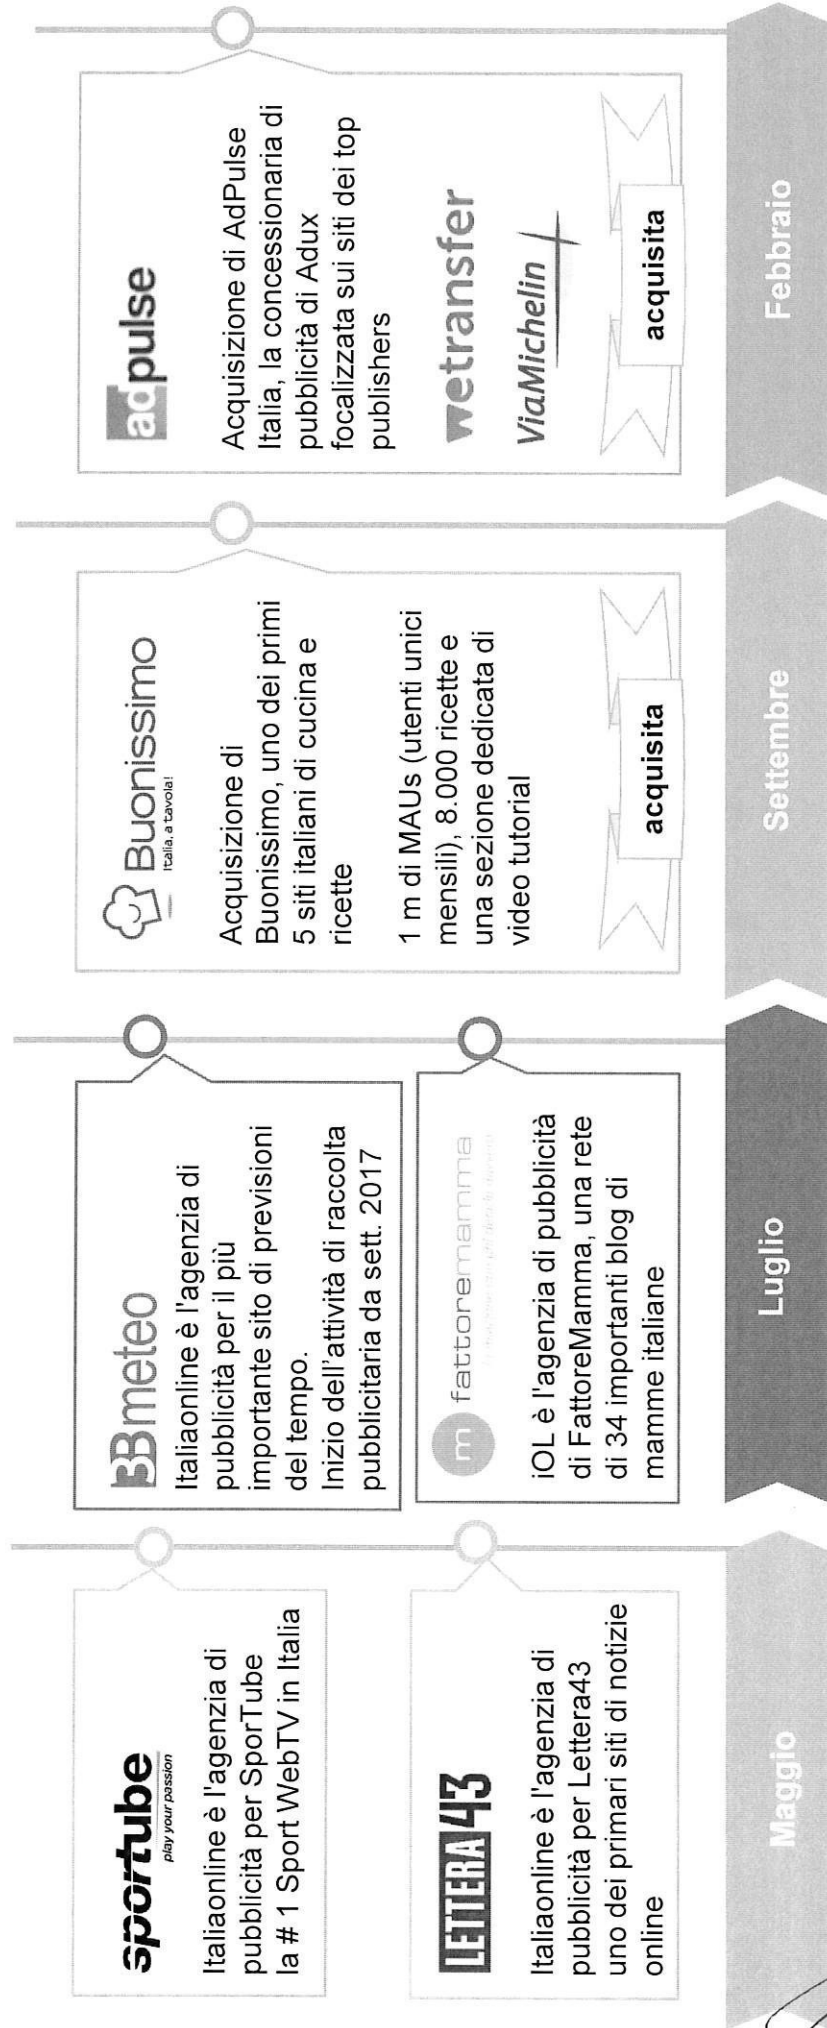 sportube
play your passion
Italiaonline è l'agenzia di
pubblicità per SporTube
la # 1 Sport WebTV in Italia
LETTERA43
Italiaonline è l'agenzia di
pubblicità per Lettera43
uno dei primari siti di notizie
online
Maggio
3Bmeteo
Italiaonline è l'agenzia di
pubblicità per il più
importante sito di previsioni
del tempo.
Inizio dell'attività di raccolta
pubblicitaria da sett. 2017
m fattoremamma
iOL è l'agenzia di pubblicità
di FattoreMamma, una rete
di 34 importanti blog di
mamme italiane
Luglio
Buonissimo
Italia, a tavola!
Acquisizione di
Buonissimo, uno dei primi
5 siti italiani di cucina e
ricette
1 m di MAUs (utenti unici
mensili), 8.000 ricette e
una sezione dedicata di
video tutorial
acquisita
Settembre
adpulse
Acquisizione di AdPulse
Italia, la concessionaria di
pubblicità di Adux
focalizzata sui siti dei top
publishers
wetransfer
ViaMichelin
acquisita
Febbraio